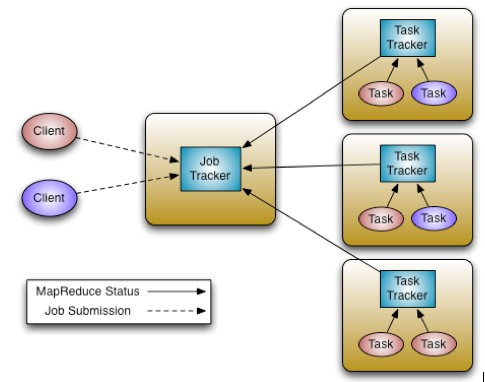 Task
Tracker
Task
Task
Client
Job
Tracker
Client
Task
Tracker
Task
Task
MapReduce Status
Job Submission
Task
Tracker
Task
Task